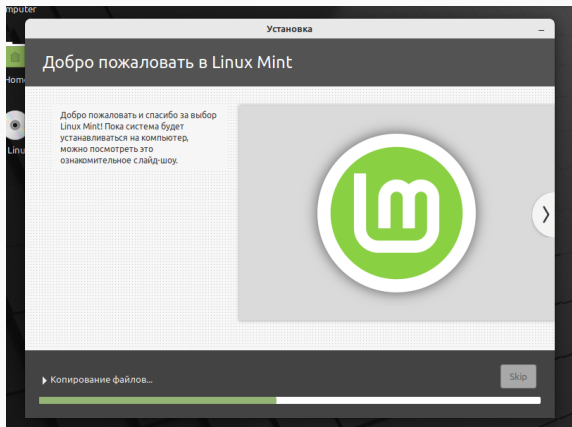 mputer
Установка
Добро пожаловать в Linux Mint
Home
Добро пожаловать и спасибо за выбор
Linux Mint! Пока система будет
устанавливаться на компьютер,
можно посмотреть это
ознакомительное слайд-шоу.
Linu
Копирование файлов...
Skip